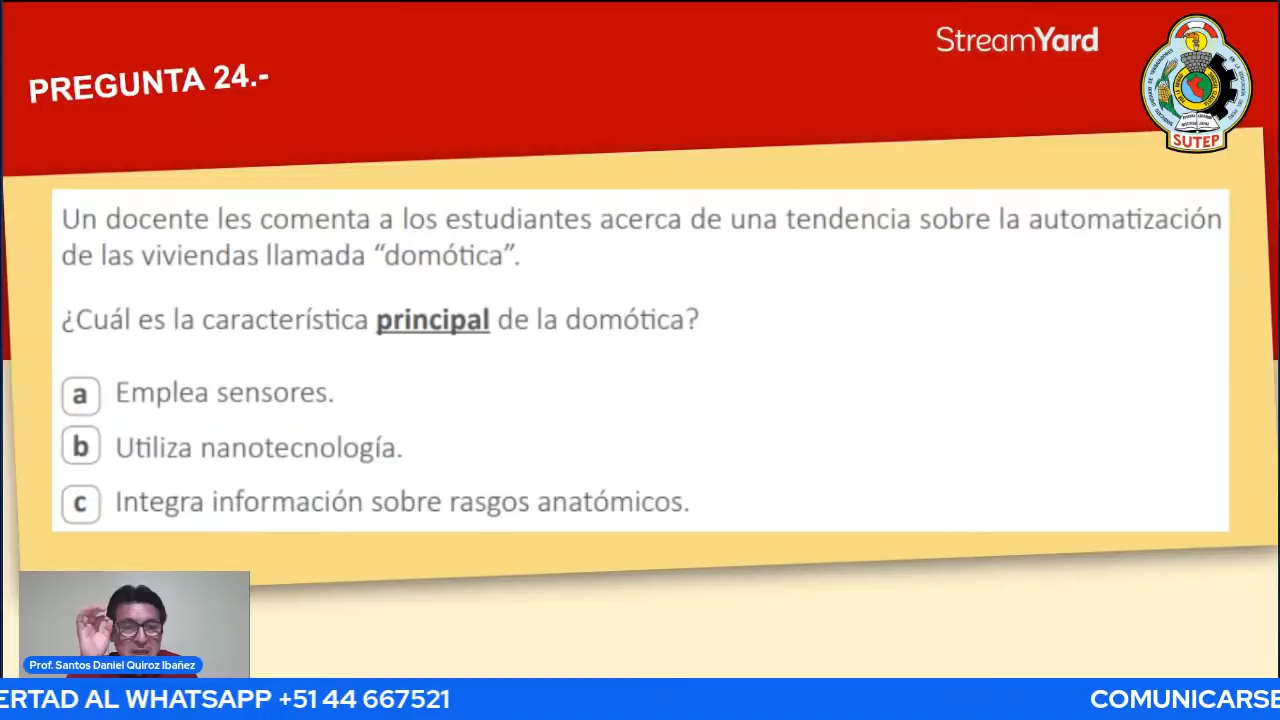 StreamYard
PREGUNTA 24.-
SUTEP
Un docente les comenta a los estudiantes acerca de una tendencia sobre la automatización
de las viviendas llamada “domótica”.
¿Cuál es la característica principal de la domótica?
a Emplea sensores.
b Utiliza nanotecnología.
c Integra información sobre rasgos anatómicos.
Prof. Santos Daniel Quiroz Ibañez
ERTAD AL WHATSAPP +51 44 667521 COMUNICARSE